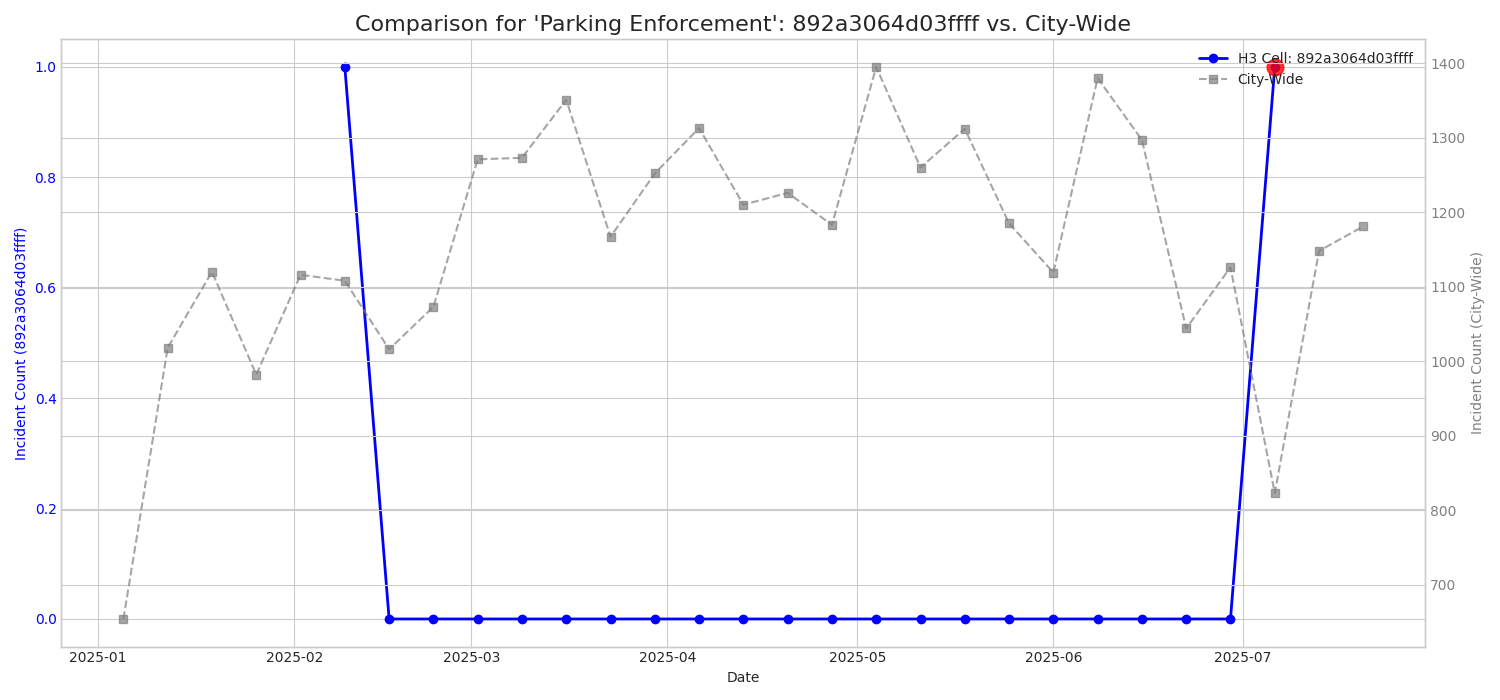 Comparison for 'Parking Enforcement': 892a3064d03ffff vs. City-Wide
H3 Cell: 892a3064d03ffff
City-Wide
1.0
0.8
0.6
0.4
0.2
0.0
Incident Count (892a3064d03ffff)
1400
1300
1200
1100
1000
900
800
700
Incident Count (City-Wide)
2025-01 2025-02 2025-03 2025-04 2025-05 2025-06 2025-07
Date